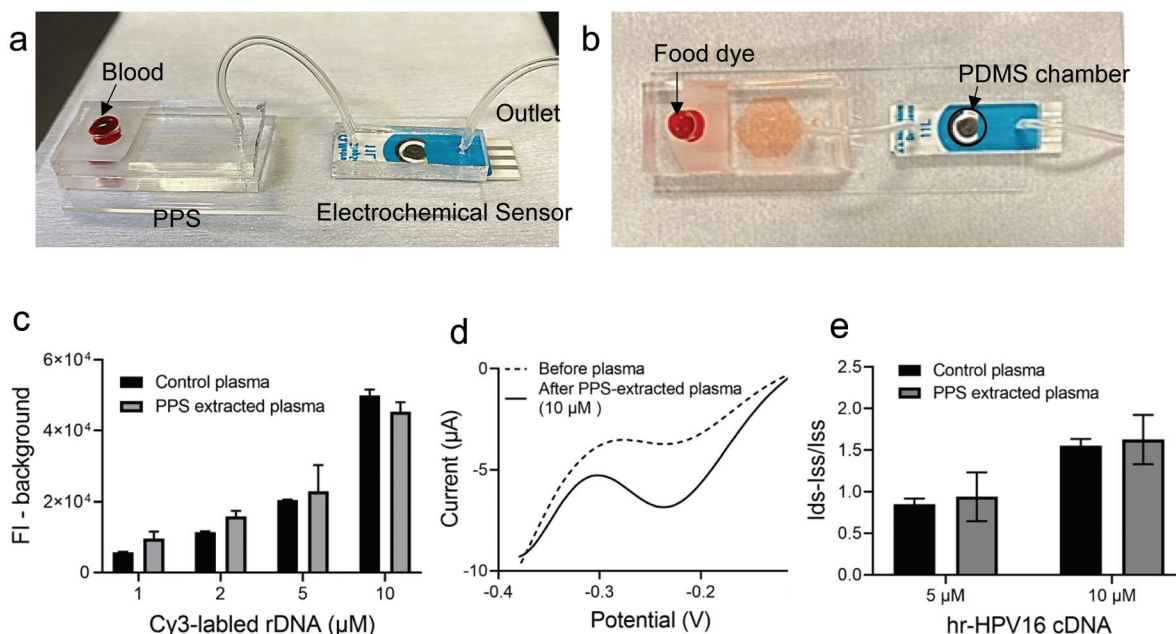 a
Blood
Outlet
PPS
Electrochemical Sensor
b
Food dye
PDMS chamber
11L
c
6×10⁴
4×10⁴
2×10⁴
0
FI - background
Control plasma
PPS extracted plasma
1
2
5
10
Cy3-labled rDNA (µM)
d
0
-5
-10
Current (µA)
Before plasma
After PPS-extracted plasma
(10 µM )
-0.4
-0.3
-0.2
Potential (V)
e
2.5
2.0
1.5
1.0
0.5
0.0
Ids-Iss/Iss
Control plasma
PPS extracted plasma
5 µM
10 µM
hr-HPV16 cDNA